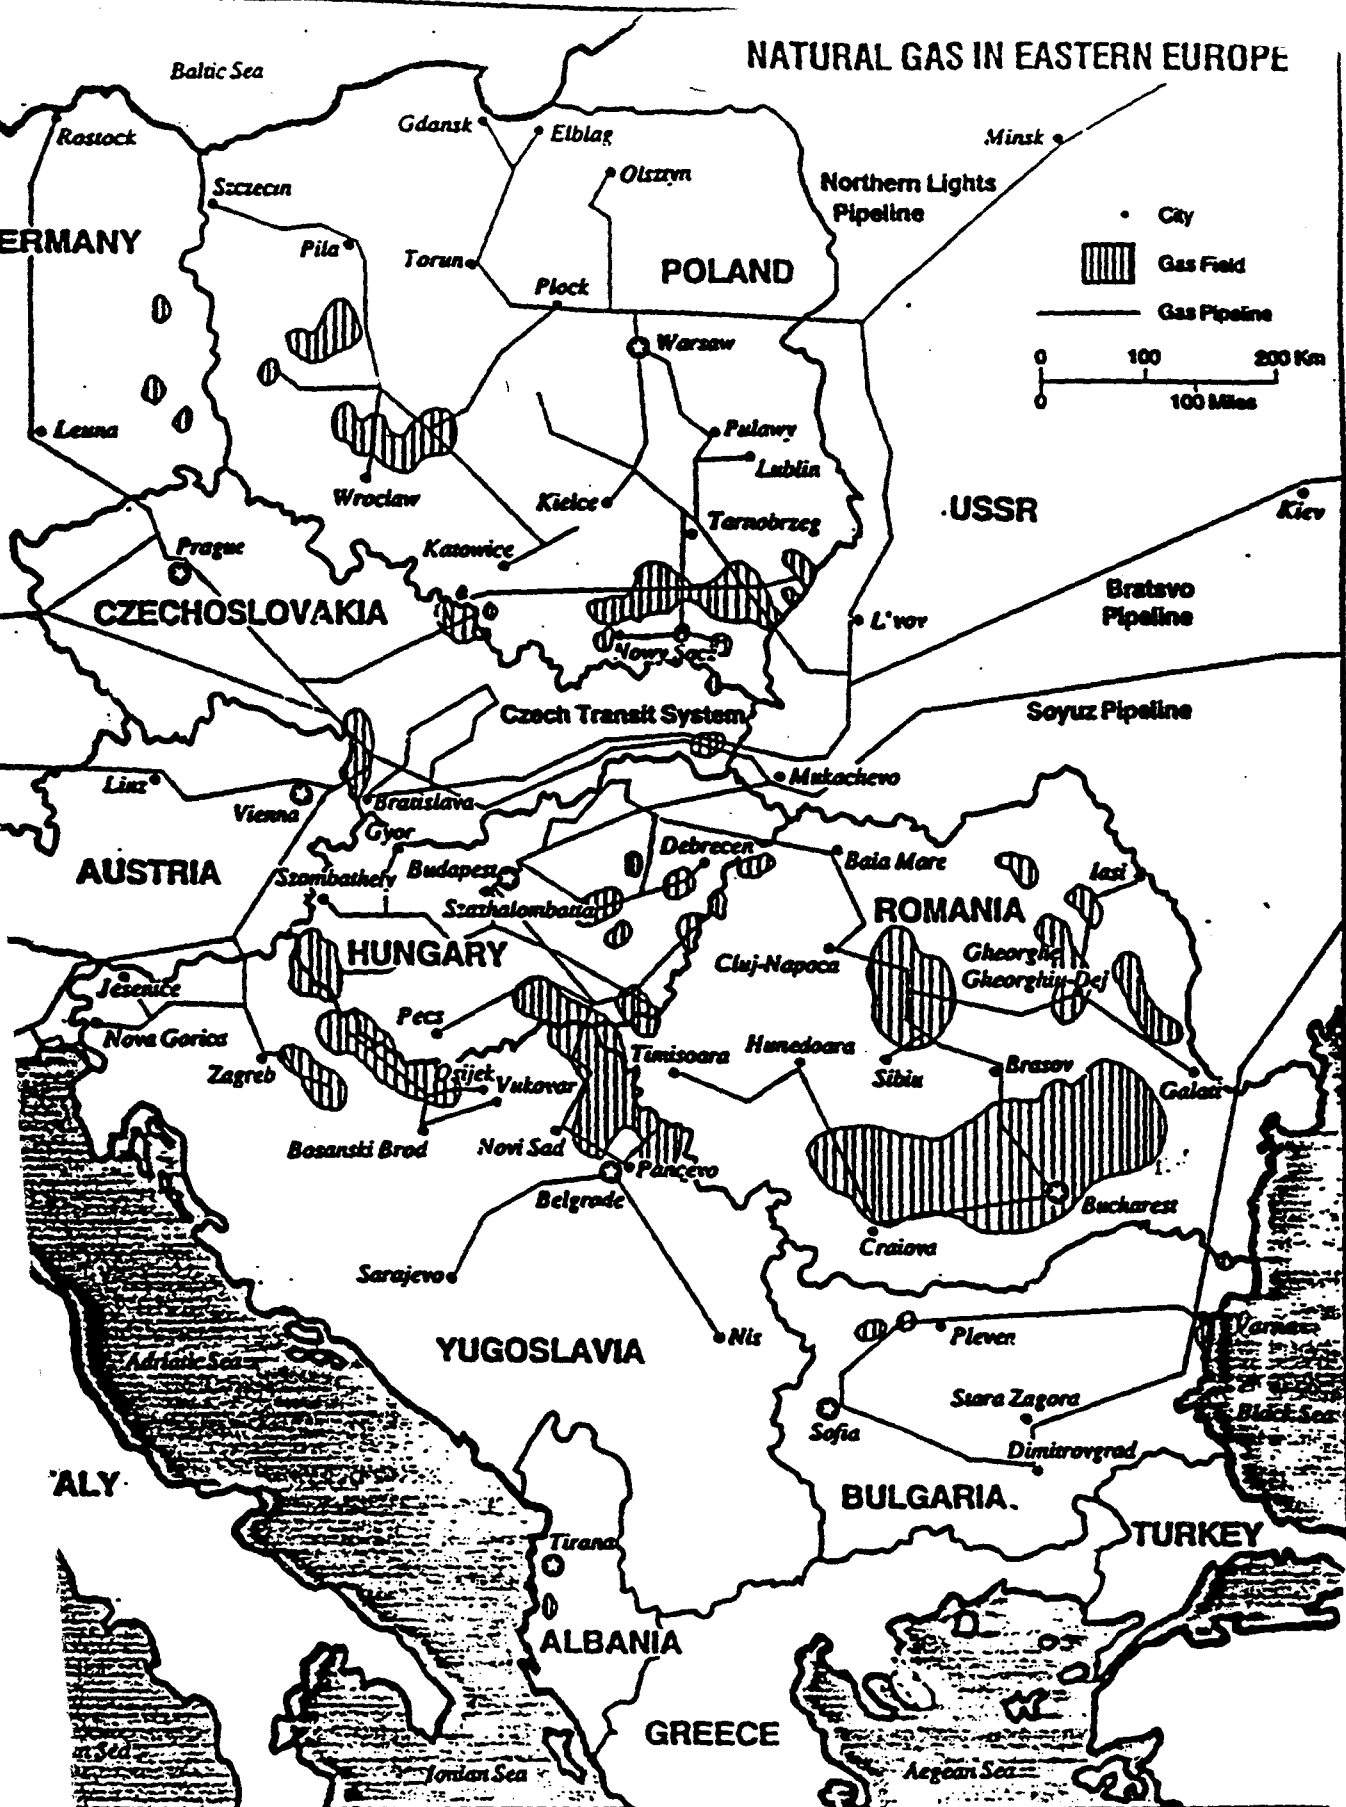 NATURAL GAS IN EASTERN EUROPE
Baltic Sea
Rostock
Gdansk
Elblag
Minsk
Olsztyn
Szczecin
Northern Lights
Pipeline
City
ERMANY
Pila
Torun
POLAND
Gas Field
Plock
Gas Pipeline
Warsaw
0 100 200 Km
0 100 Miles
Leuna
Pulawy
Lublin
Wroclaw
Kielce
USSR
Kiev
Tarnobrzeg
Prague
Katowice
CZECHOSLOVAKIA
Bratsvo
Pipeline
L'vov
Nowy Sacz
Czech Transit System
Soyuz Pipeline
Linz
Vienna
Bratislava
Mukachevo
Gyor
AUSTRIA
Szombathely
Budapest
Debrecen
Baia Mare
Iasi
Szazhalombatta
ROMANIA
HUNGARY
Cluj-Napoca
Gheorghe
Gheorghiu-Dej
Jesenice
Nova Gorica
Pecs
Timisoara
Hunedoara
Zagreb
Osijek
Vukovar
Sibiu
Brasov
Galati
Bosanski Brod
Novi Sad
Pancevo
Belgrade
Bucharest
Craiova
Sarajevo
Nis
YUGOSLAVIA
Pleven
Varna
Adriatic Sea
Stara Zagora
Black Sea
Sofia
Dimitrovgrad
ALY
BULGARIA
TURKEY
Tirana
ALBANIA
GREECE
n Sea
Ionian Sea
Aegean Sea